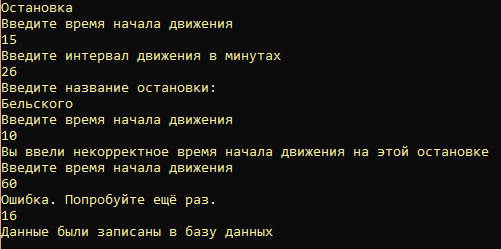 Остановка
Введите время начала движения
15
Введите интервал движения в минутах
26
Введите название остановки:
Бельского
Введите время начала движения
10
Вы ввели некорректное время начала движения на этой остановке
Введите время начала движения
60
Ошибка. Попробуйте ещё раз.
16
Данные были записаны в базу данных